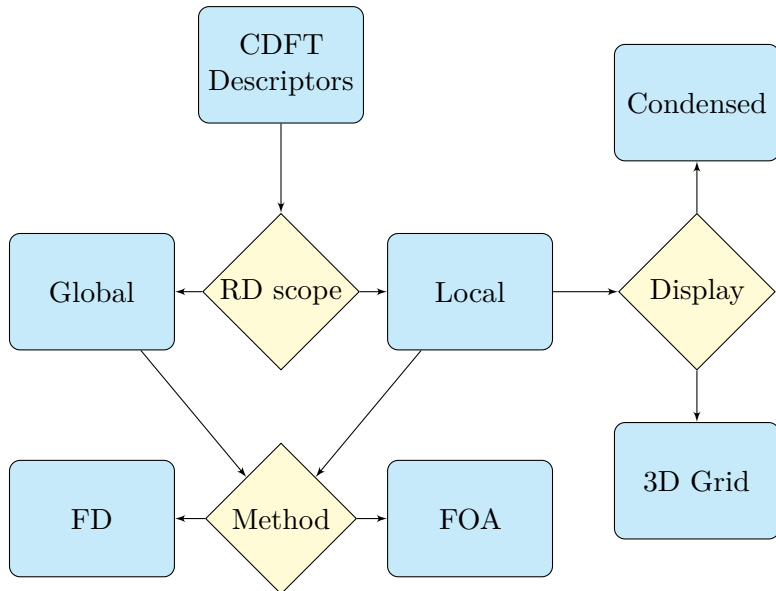 CDFT
Descriptors
Condensed
Global
RD scope
Local
Display
3D Grid
FD
Method
FOA